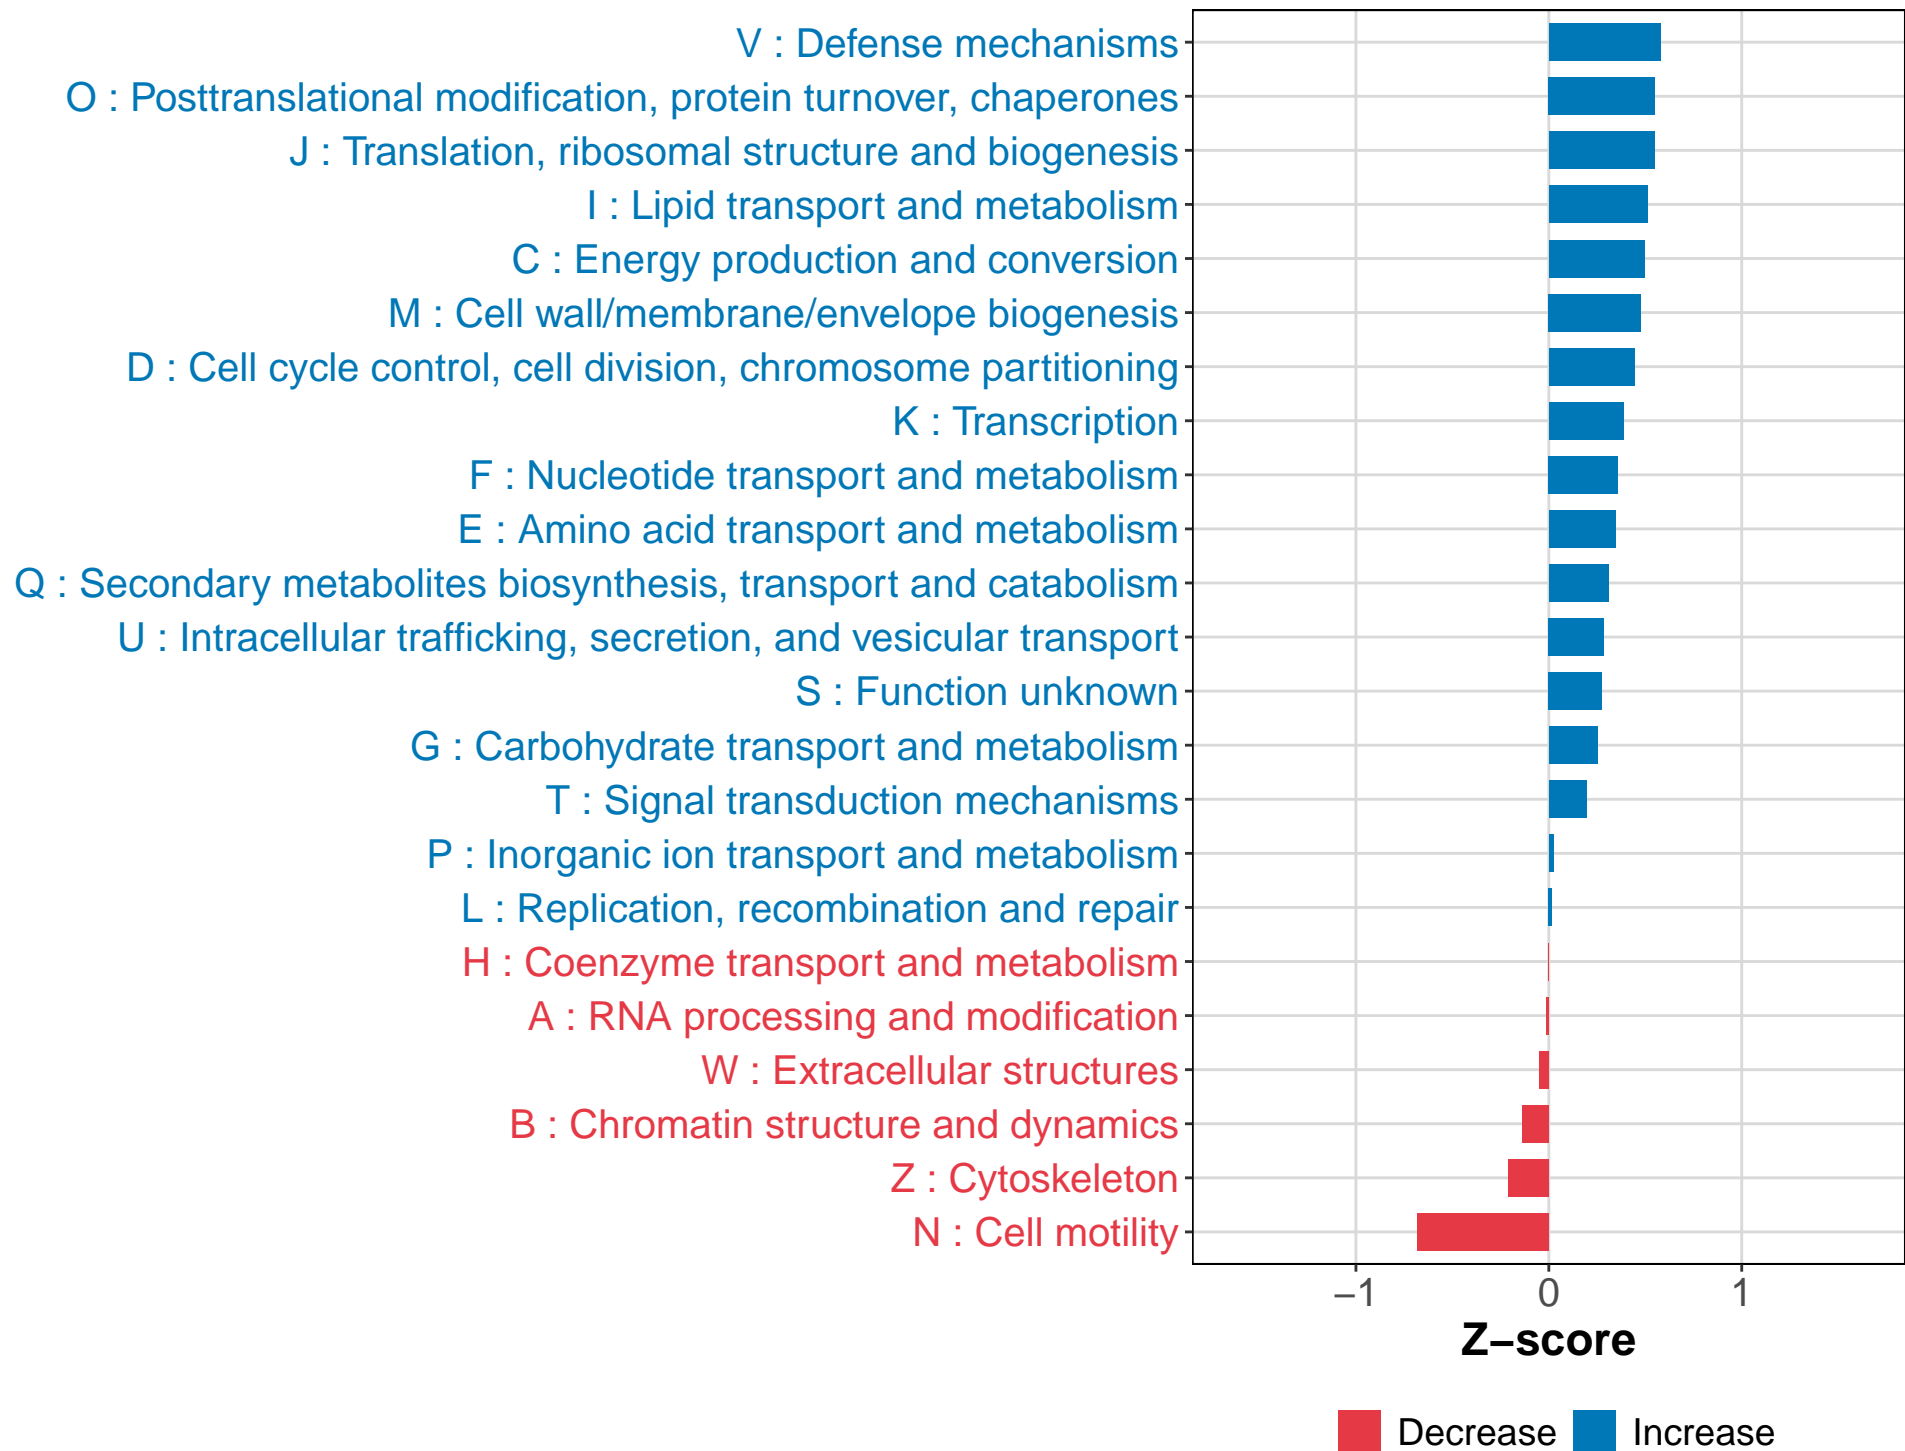 V : Defense mechanisms
O : Posttranslational modification, protein turnover, chaperones
J : Translation, ribosomal structure and biogenesis
I : Lipid transport and metabolism
C : Energy production and conversion
M : Cell wall/membrane/envelope biogenesis
D : Cell cycle control, cell division, chromosome partitioning
K : Transcription
F : Nucleotide transport and metabolism
E : Amino acid transport and metabolism
Q : Secondary metabolites biosynthesis, transport and catabolism
U : Intracellular trafficking, secretion, and vesicular transport
S : Function unknown
G : Carbohydrate transport and metabolism
T : Signal transduction mechanisms
P : Inorganic ion transport and metabolism
L : Replication, recombination and repair
H : Coenzyme transport and metabolism
A : RNA processing and modification
W : Extracellular structures
B : Chromatin structure and dynamics
Z : Cytoskeleton
N : Cell motility
−1 0 1
Z−score
Decrease Increase